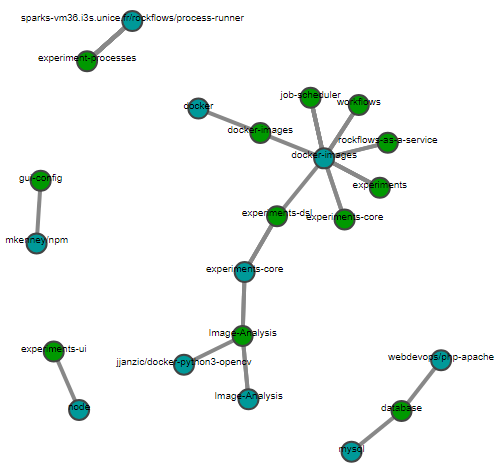 sparks-vm36.i3s.unice.fr/rockflows/process-runner
experiment-processes
job-scheduler
workflows
docker
docker-images
rockflows-as-a-service
docker-images
gui-config
experiments
experiments-dsl
experiments-core
mkenney/npm
experiments-core
Image-Analysis
experiments-ui
jjanzic/docker-python3-opencv
webdevops/php-apache
Image-Analysis
node
database
mysql